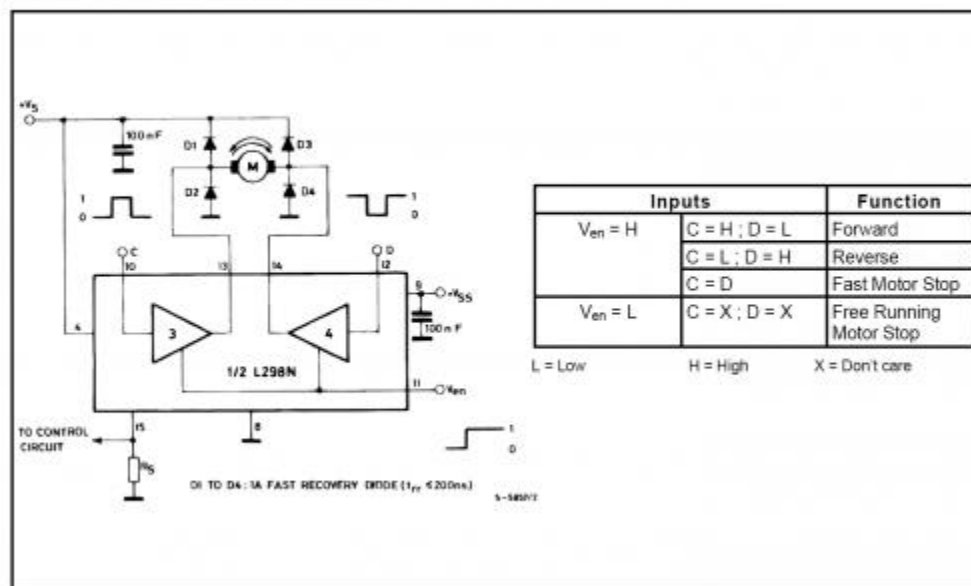 +Vs
100nF
D1
D3
M
D2
D4
1
0
1
0
C
D
10
13
14
12
9
+VSS
4
3
4
100nF
1/2 L298N
11
Ven
15
8
TO CONTROL
CIRCUIT
RS
1
0
D1 TO D4: 1A FAST RECOVERY DIODE (trr ≤200ns)
S-5857/2
Inputs Function
Ven = H C = H ; D = L Forward
C = L ; D = H Reverse
C = D Fast Motor Stop
Ven = L C = X ; D = X Free Running
Motor Stop
L = Low H = High X = Don't care